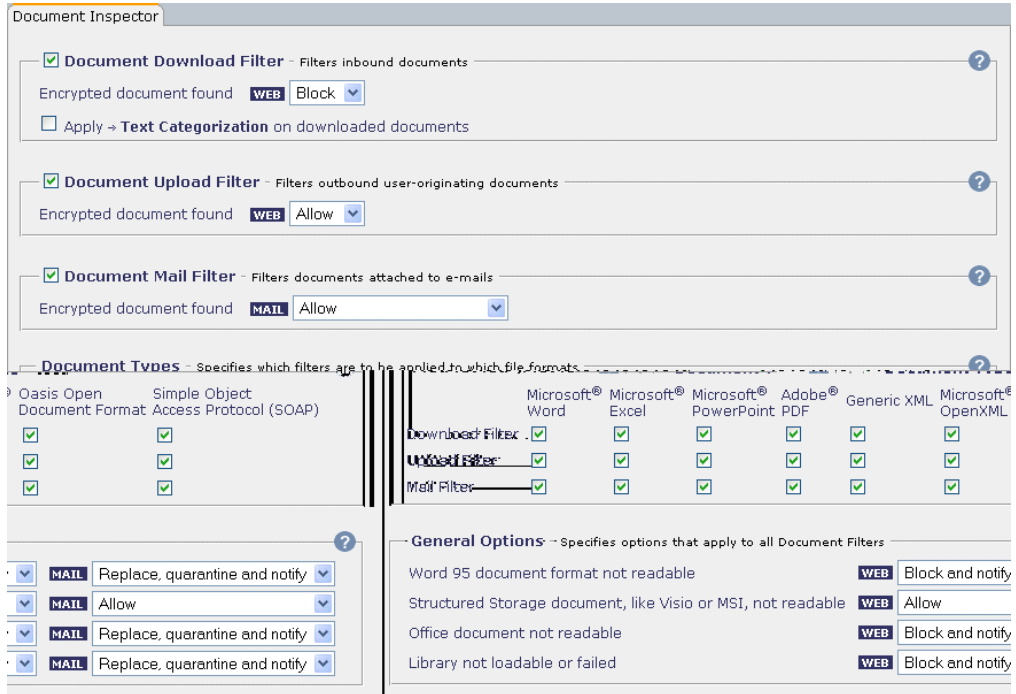 Document Inspector
Document Download Filter - Filters inbound documents
Encrypted document found WEB Block
Apply → Text Categorization on downloaded documents
Document Upload Filter - Filters outbound user-originating documents
Encrypted document found WEB Allow
Document Mail Filter - Filters documents attached to e-mails
Encrypted document found MAIL Allow
Document Types - Specifies which filters are to be applied to which file formats
Oasis Open Document Format
Simple Object Access Protocol (SOAP)
Microsoft® Word
Microsoft® Excel
Microsoft® PowerPoint
Adobe® PDF
Generic XML
Microsoft® OpenXML
Download Filter
Upload Filter
Mail Filter
MAIL Replace, quarantine and notify
MAIL Allow
MAIL Replace, quarantine and notify
MAIL Replace, quarantine and notify
General Options - Specifies options that apply to all Document Filters
Word 95 document format not readable WEB Block and notify
Structured Storage document, like Visio or MSI, not readable WEB Allow
Office document not readable WEB Block and notify
Library not loadable or failed WEB Block and notify